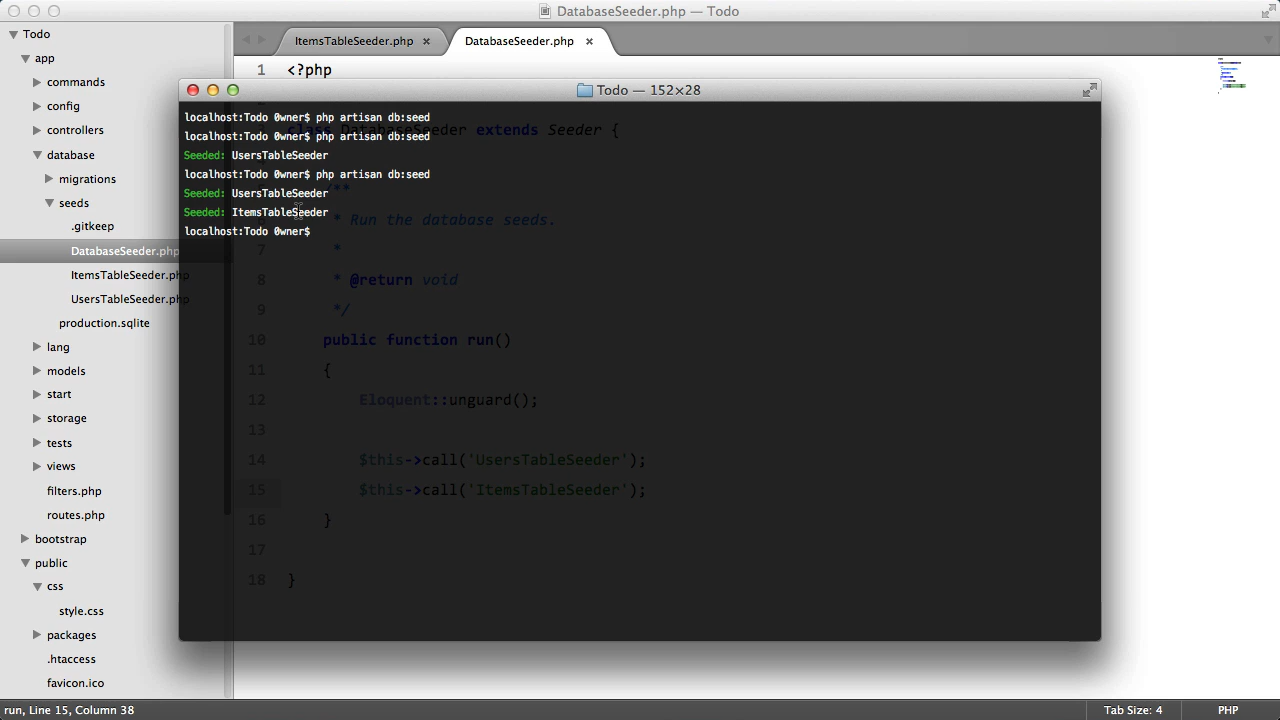 DatabaseSeeder.php — Todo
Todo
app
commands
config
controllers
database
migrations
seeds
.gitkeep
DatabaseSeeder.php
ItemsTableSeeder.php
UsersTableSeeder.php
production.sqlite
lang
models
start
storage
tests
views
filters.php
routes.php
bootstrap
public
css
style.css
packages
.htaccess
favicon.ico
ItemsTableSeeder.php ×
DatabaseSeeder.php ×
1 <?php
Todo — 152×28
localhost:Todo 0wner$ php artisan db:seed
localhost:Todo 0wner$ php artisan db:seed
Seeded: UsersTableSeeder
localhost:Todo 0wner$ php artisan db:seed
Seeded: UsersTableSeeder
Seeded: ItemsTableSeeder
localhost:Todo 0wner$
class DatabaseSeeder extends Seeder {
/**
* Run the database seeds.
7 *
8 * @return void
9 */
10 public function run()
11 {
12 Eloquent::unguard();
13
14 $this->call('UsersTableSeeder');
15 $this->call('ItemsTableSeeder');
16 }
17
18 }
run, Line 15, Column 38
Tab Size: 4
PHP